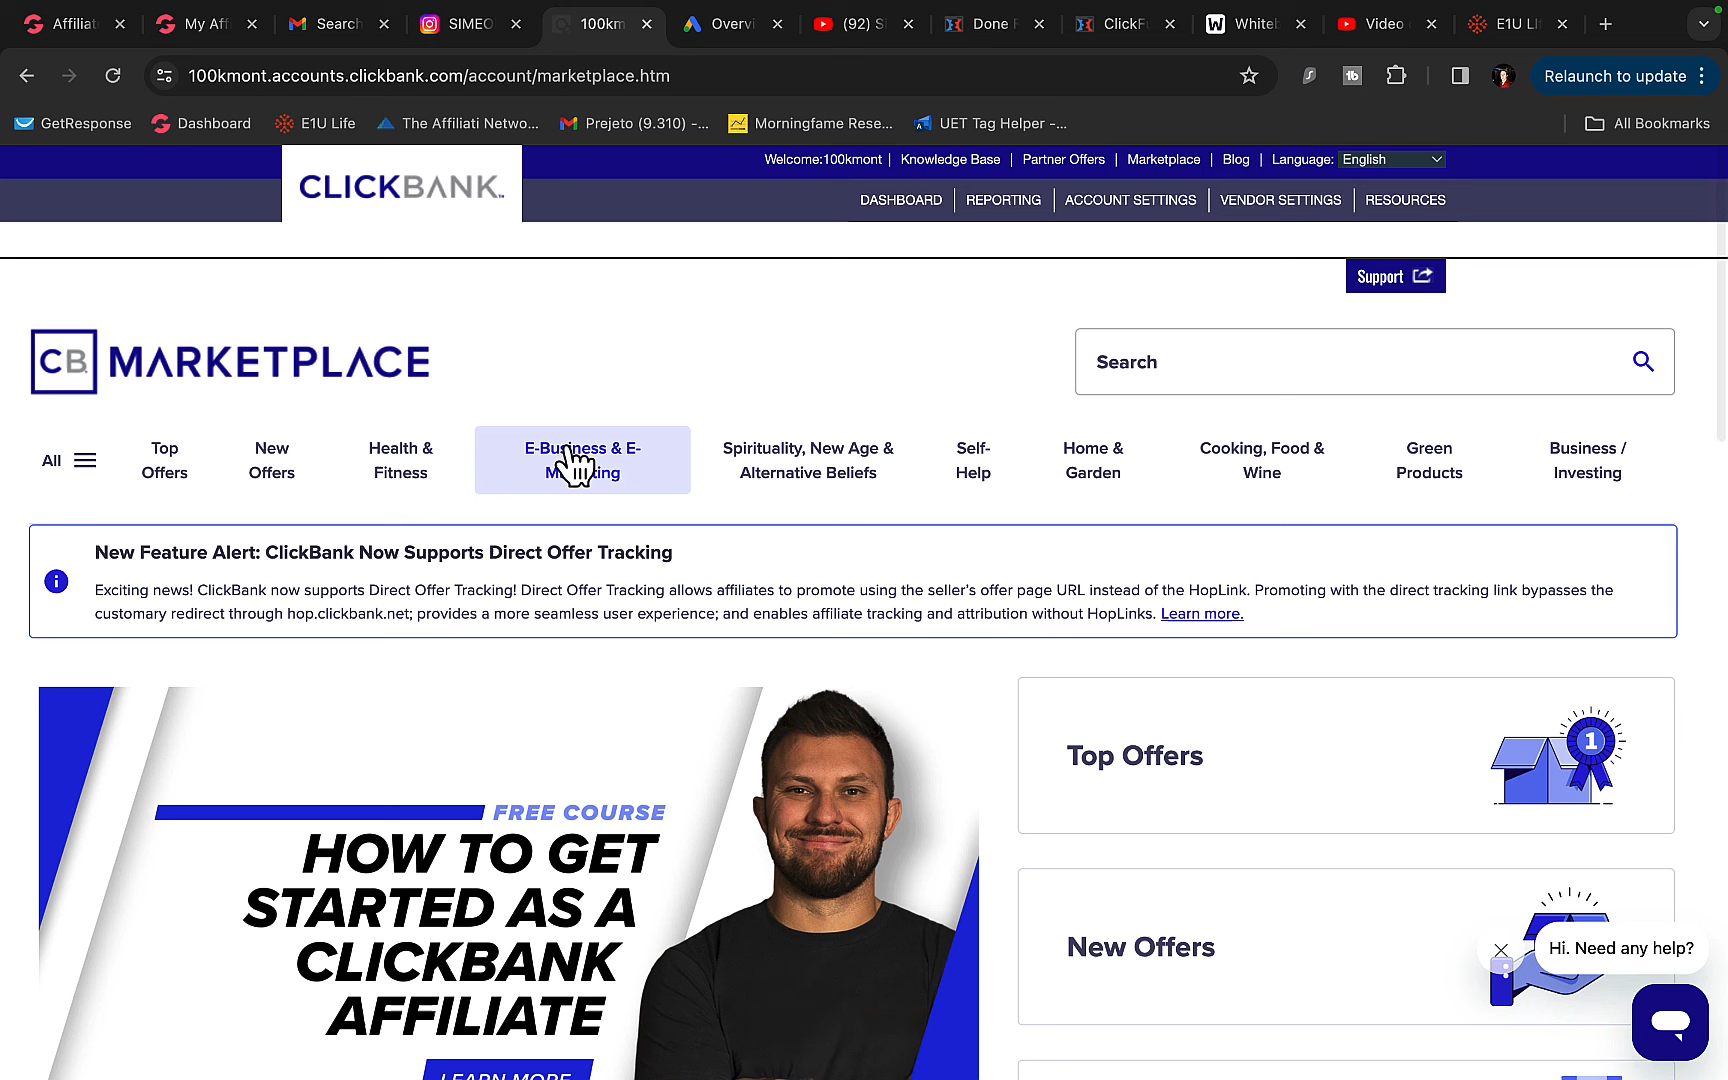 Affiliat
My Aff
Search
SIMEO
100km
Overvi
(92) S
Done F
ClickFu
Whiteb
Video
E1U LIf
100kmont.accounts.clickbank.com/account/marketplace.htm
Relaunch to update
GetResponse
Dashboard
E1U Life
The Affiliati Netwo...
Prejeto (9.310) -...
Morningfame Rese...
UET Tag Helper -...
All Bookmarks
Welcome:100kmont | Knowledge Base | Partner Offers | Marketplace | Blog | Language: English
CLICKBANK™
DASHBOARD | REPORTING | ACCOUNT SETTINGS | VENDOR SETTINGS | RESOURCES
Support
CB MARKETPLACE
Search
All
Top
Offers
New
Offers
Health &
Fitness
E-Business & E-
Spirituality, New Age &
Alternative Beliefs
Self-
Help
Home &
Garden
Cooking, Food &
Wine
Green
Products
Business /
Investing
New Feature Alert: ClickBank Now Supports Direct Offer Tracking
Exciting news! ClickBank now supports Direct Offer Tracking! Direct Offer Tracking allows affiliates to promote using the seller's offer page URL instead of the HopLink. Promoting with the direct tracking link bypasses the
customary redirect through hop.clickbank.net; provides a more seamless user experience; and enables affiliate tracking and attribution without HopLinks. Learn more.
FREE COURSE
HOW TO GET
STARTED AS A
CLICKBANK
AFFILIATE
LEARN MORE
Top Offers
1
New Offers
Hi. Need any help?